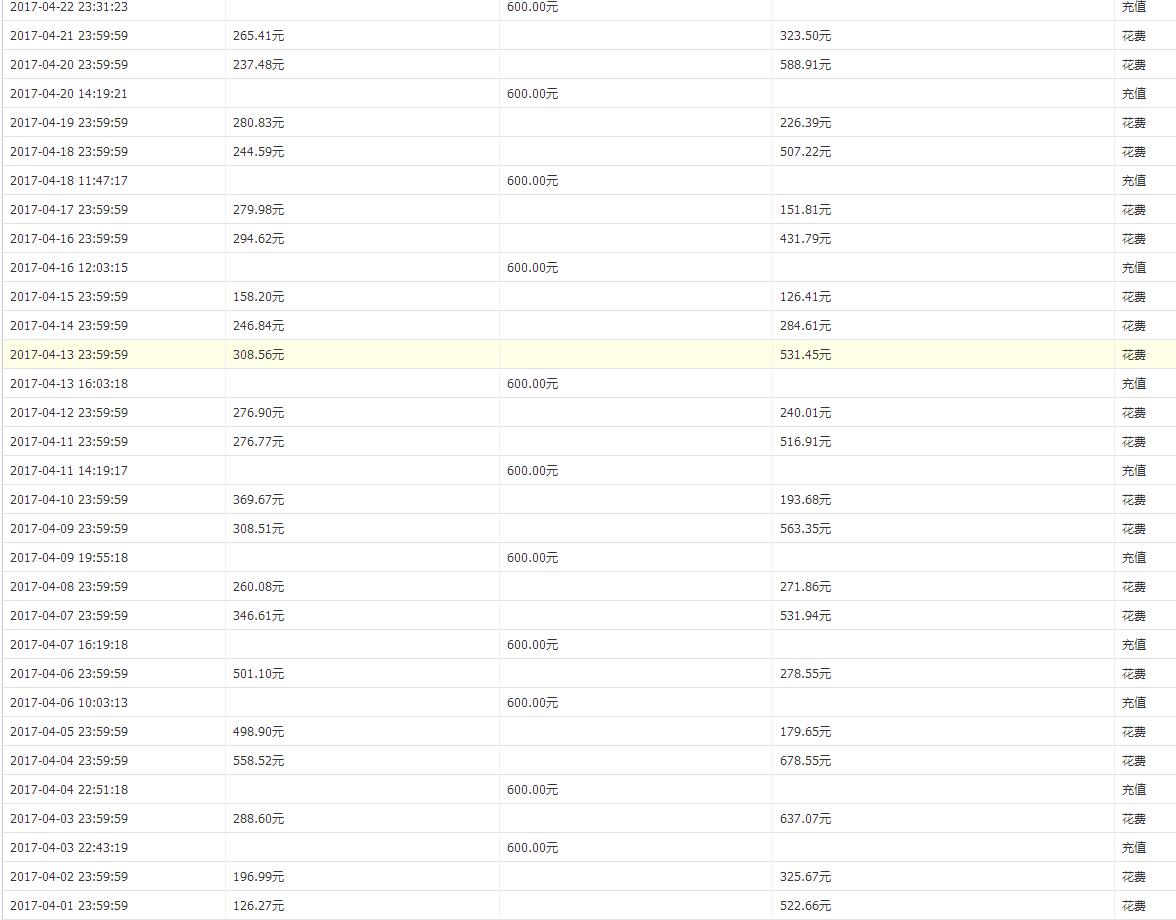 2017-04-22 23:31:23 600.00元 充值
2017-04-21 23:59:59 265.41元 323.50元 花费
2017-04-20 23:59:59 237.48元 588.91元 花费
2017-04-20 14:19:21 600.00元 充值
2017-04-19 23:59:59 280.83元 226.39元 花费
2017-04-18 23:59:59 244.59元 507.22元 花费
2017-04-18 11:47:17 600.00元 充值
2017-04-17 23:59:59 279.98元 151.81元 花费
2017-04-16 23:59:59 294.62元 431.79元 花费
2017-04-16 12:03:15 600.00元 充值
2017-04-15 23:59:59 158.20元 126.41元 花费
2017-04-14 23:59:59 246.84元 284.61元 花费
2017-04-13 23:59:59 308.56元 531.45元 花费
2017-04-13 16:03:18 600.00元 充值
2017-04-12 23:59:59 276.90元 240.01元 花费
2017-04-11 23:59:59 276.77元 516.91元 花费
2017-04-11 14:19:17 600.00元 充值
2017-04-10 23:59:59 369.67元 193.68元 花费
2017-04-09 23:59:59 308.51元 563.35元 花费
2017-04-09 19:55:18 600.00元 充值
2017-04-08 23:59:59 260.08元 271.86元 花费
2017-04-07 23:59:59 346.61元 531.94元 花费
2017-04-07 16:19:18 600.00元 充值
2017-04-06 23:59:59 501.10元 278.55元 花费
2017-04-06 10:03:13 600.00元 充值
2017-04-05 23:59:59 498.90元 179.65元 花费
2017-04-04 23:59:59 558.52元 678.55元 花费
2017-04-04 22:51:18 600.00元 充值
2017-04-03 23:59:59 288.60元 637.07元 花费
2017-04-03 22:43:19 600.00元 充值
2017-04-02 23:59:59 196.99元 325.67元 花费
2017-04-01 23:59:59 126.27元 522.66元 花费